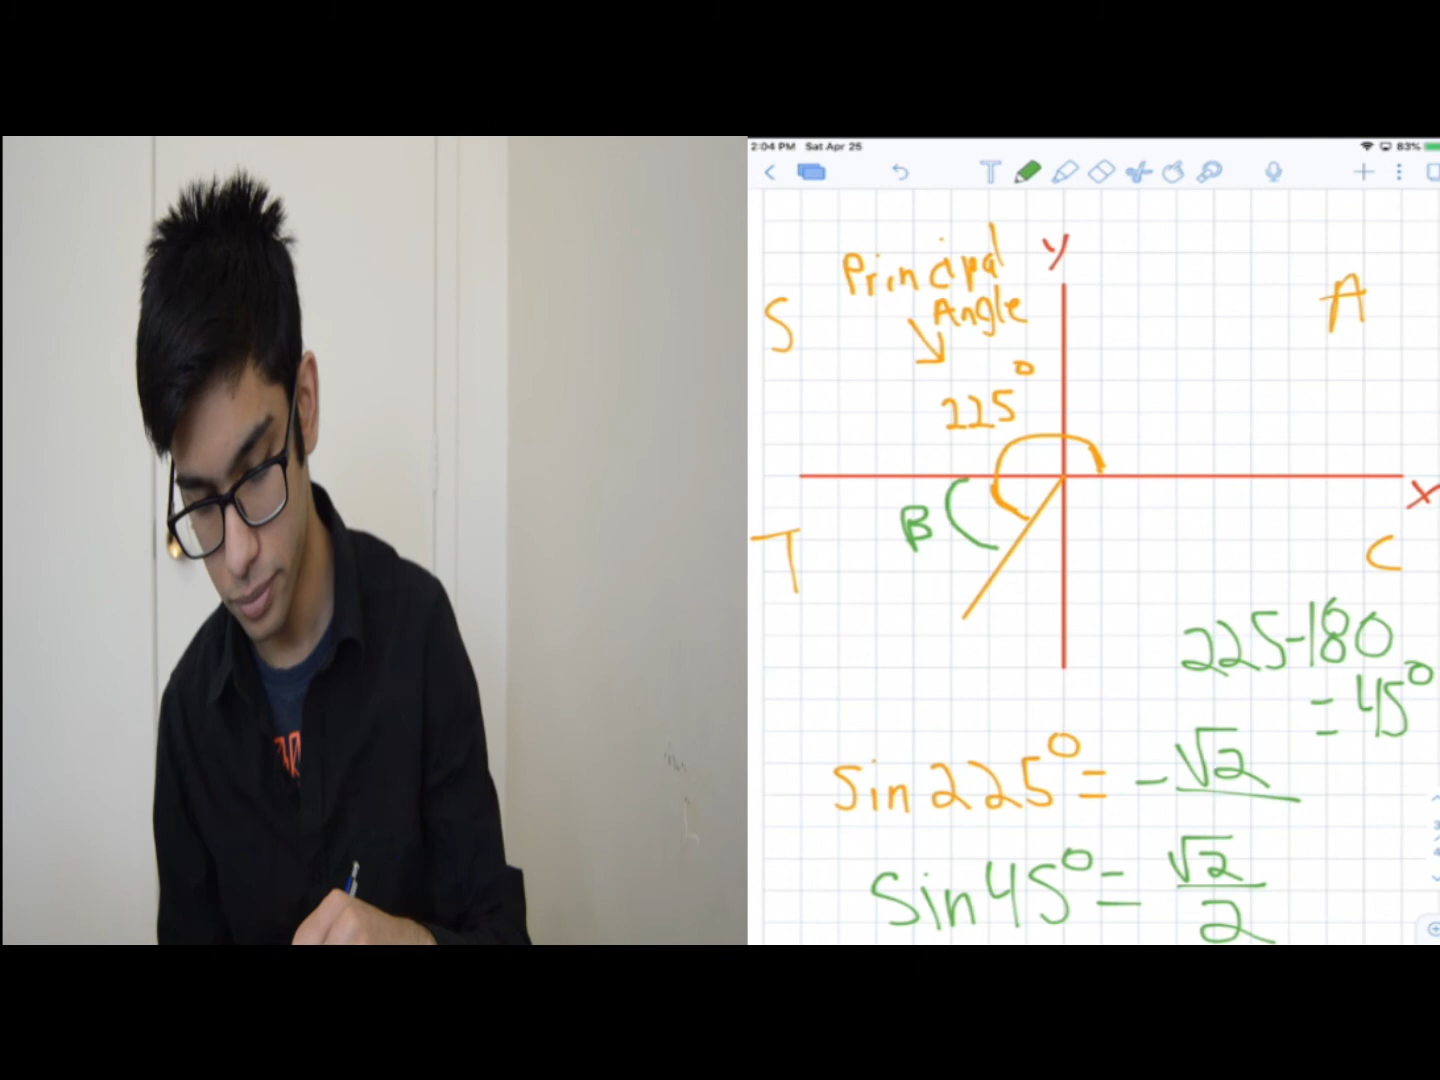 2:04 PM Sat Apr 25
83%
T
y
Principal
Angle
S
A
225°
x
B
T
C
225-180
= 45°
sin 225° = -√2
sin 45° = √2
2